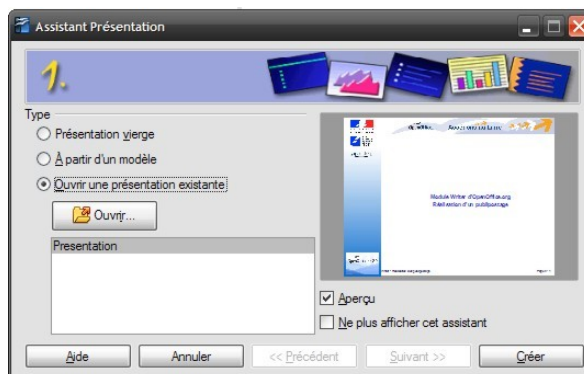 Assistant Présentation
1.
Type
Présentation vierge
À partir d'un modèle
Ouvrir une présentation existante
Ouvrir...
Presentation
Module Writer d'OpenOffice.org
Réalisation d'un publipostage
Aperçu
Ne plus afficher cet assistant
Aide
Annuler
<< Précédent
Suivant >>
Créer